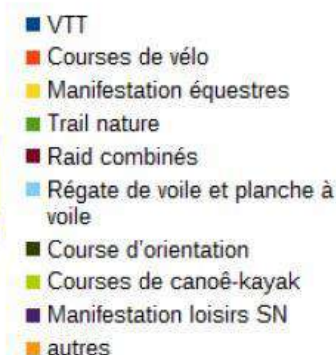 VTT
Courses de vélo
Manifestation équestres
Trail nature
Raid combinés
Régate de voile et planche à
voile
Course d'orientation
Courses de canoê-kayak
Manifestation loisirs SN
autres